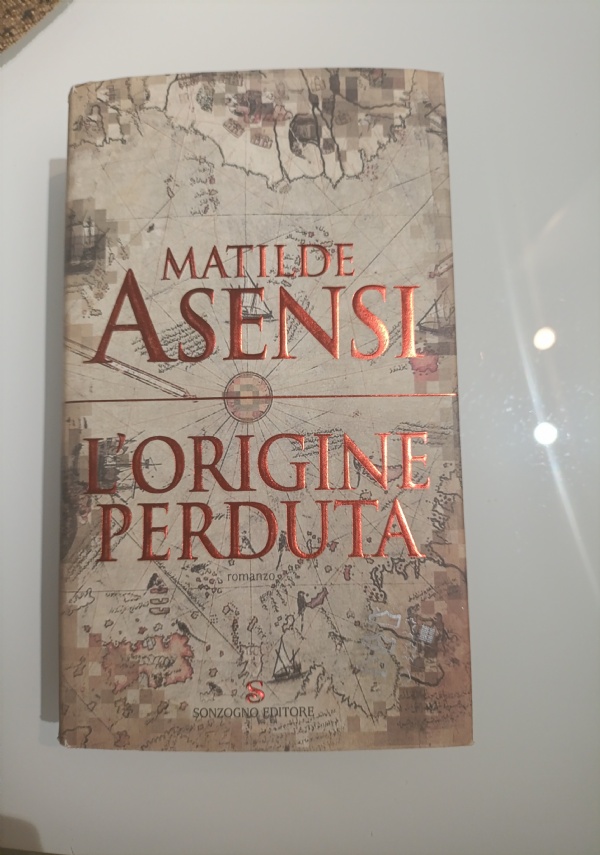 MATILDE
ASENSI
L'ORIGINE
PERDUTA
romanzo
S
SONZOGNO EDITORE